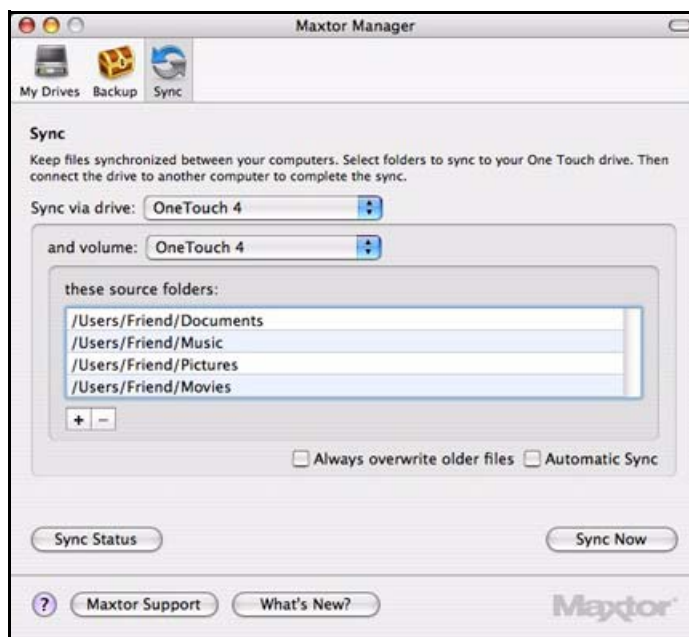 Maxtor Manager
My Drives Backup Sync
Sync
Keep files synchronized between your computers. Select folders to sync to your One Touch drive. Then
connect the drive to another computer to complete the sync.
Sync via drive: OneTouch 4
and volume: OneTouch 4
these source folders:
/Users/Friend/Documents
/Users/Friend/Music
/Users/Friend/Pictures
/Users/Friend/Movies
+ −
Always overwrite older files Automatic Sync
Sync Status Sync Now
? Maxtor Support What's New? Maxtor